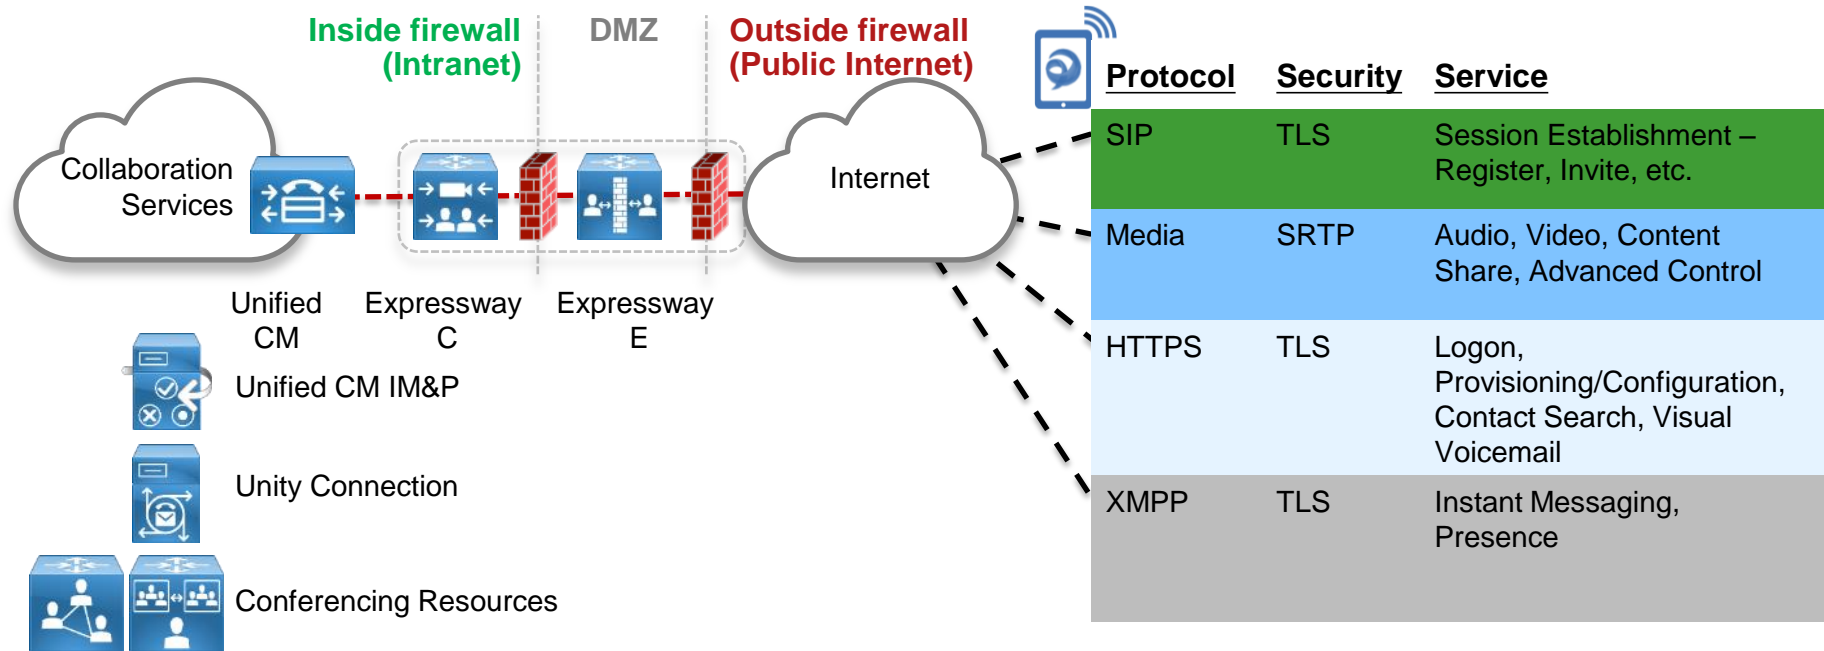 Inside firewall
(Intranet)
DMZ
Outside firewall
(Public Internet)
Collaboration
Services
Internet
Unified
CM
Expressway
C
Expressway
E
Unified CM IM&P
Unity Connection
Conferencing Resources
Protocol Security Service
SIP TLS Session Establishment –
Register, Invite, etc.
Media SRTP Audio, Video, Content
Share, Advanced Control
HTTPS TLS Logon,
Provisioning/Configuration,
Contact Search, Visual
Voicemail
XMPP TLS Instant Messaging,
Presence